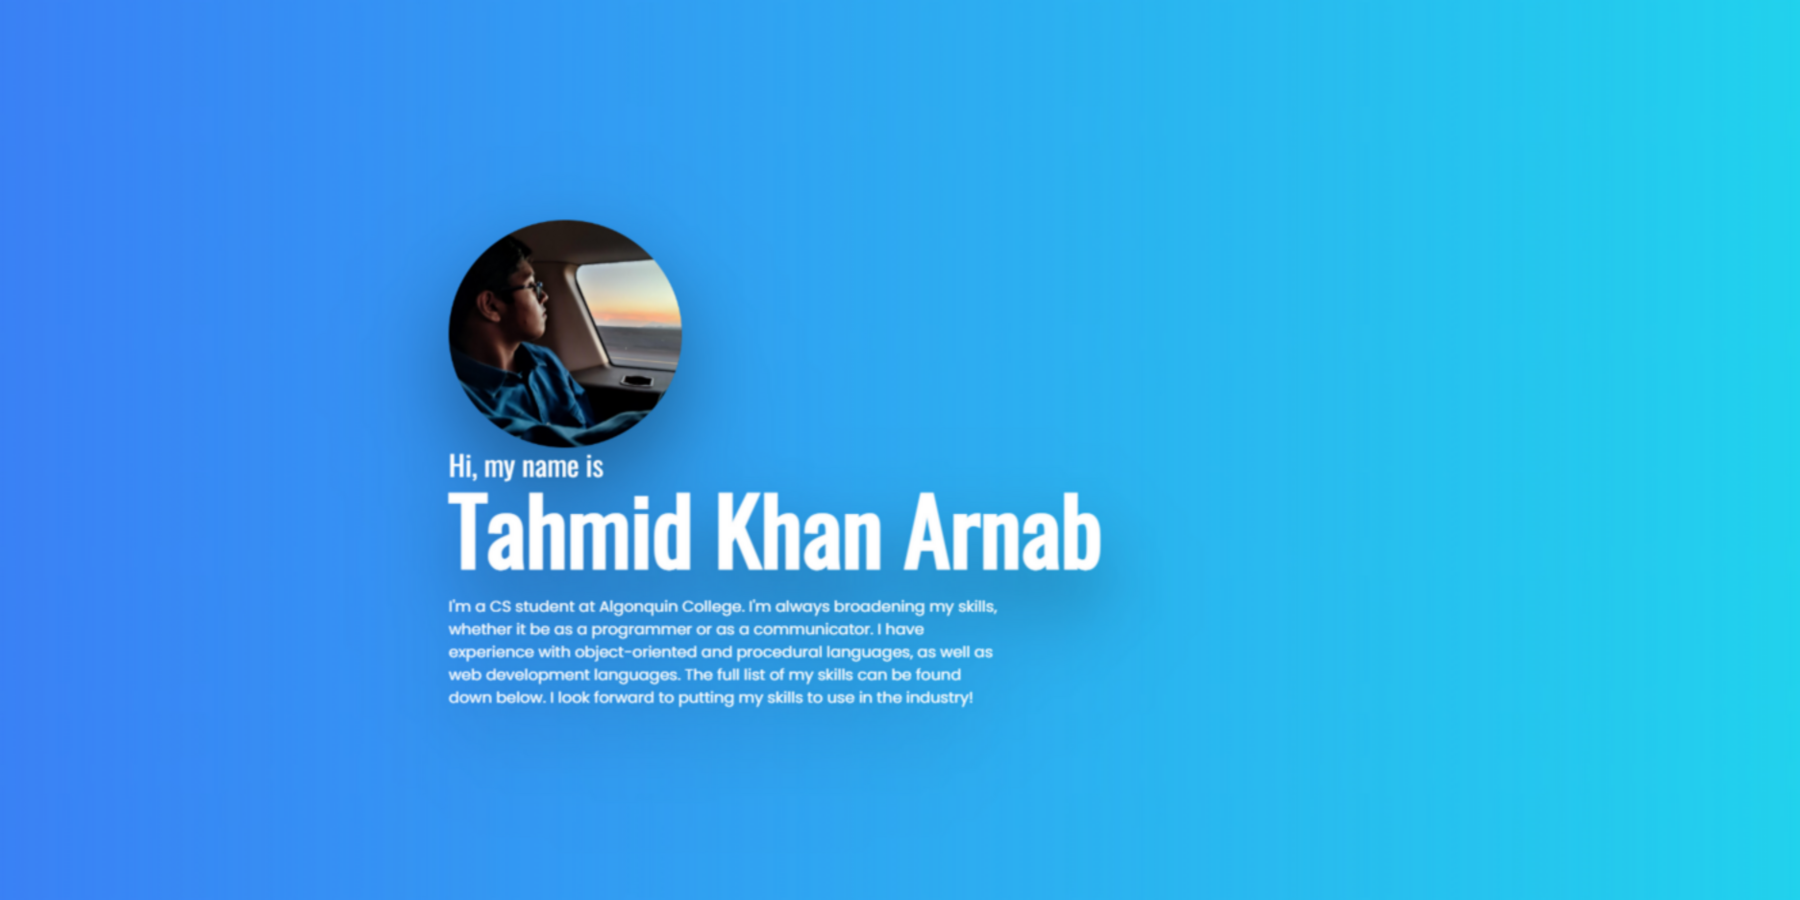 Hi, my name is
Tahmid Khan Arnab
I'm a CS student at Algonquin College. I'm always broadening my skills,
whether it be as a programmer or as a communicator. I have
experience with object-oriented and procedural languages, as well as
web development languages. The full list of my skills can be found
down below. I look forward to putting my skills to use in the industry!